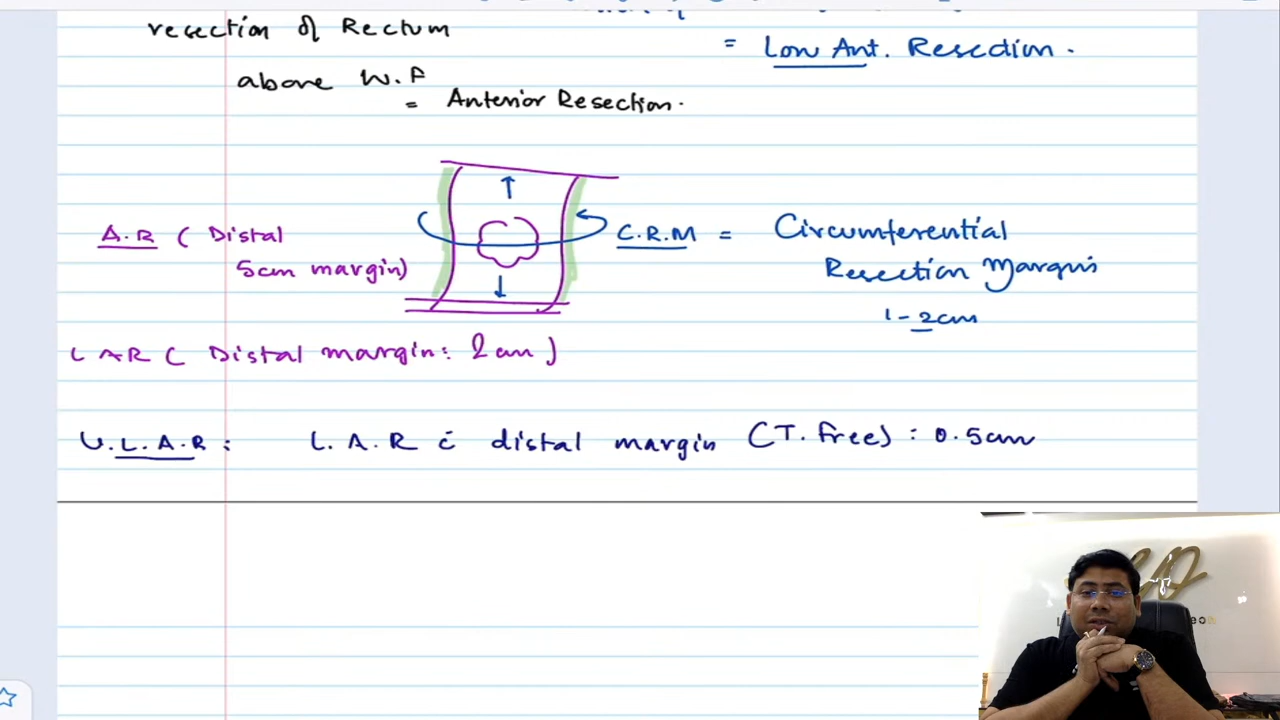 resection of Rectum
= Low Ant. Resection.
above W.F
= Anterior Resection.
A.R ( Distal
5cm margin)
C.R.M = Circumferential
Resection Margin
1-2cm
LAR ( Distal margin: 2cm )
U.L.A.R : L.A.R c̄ distal margin (T. free) : 0.5cm